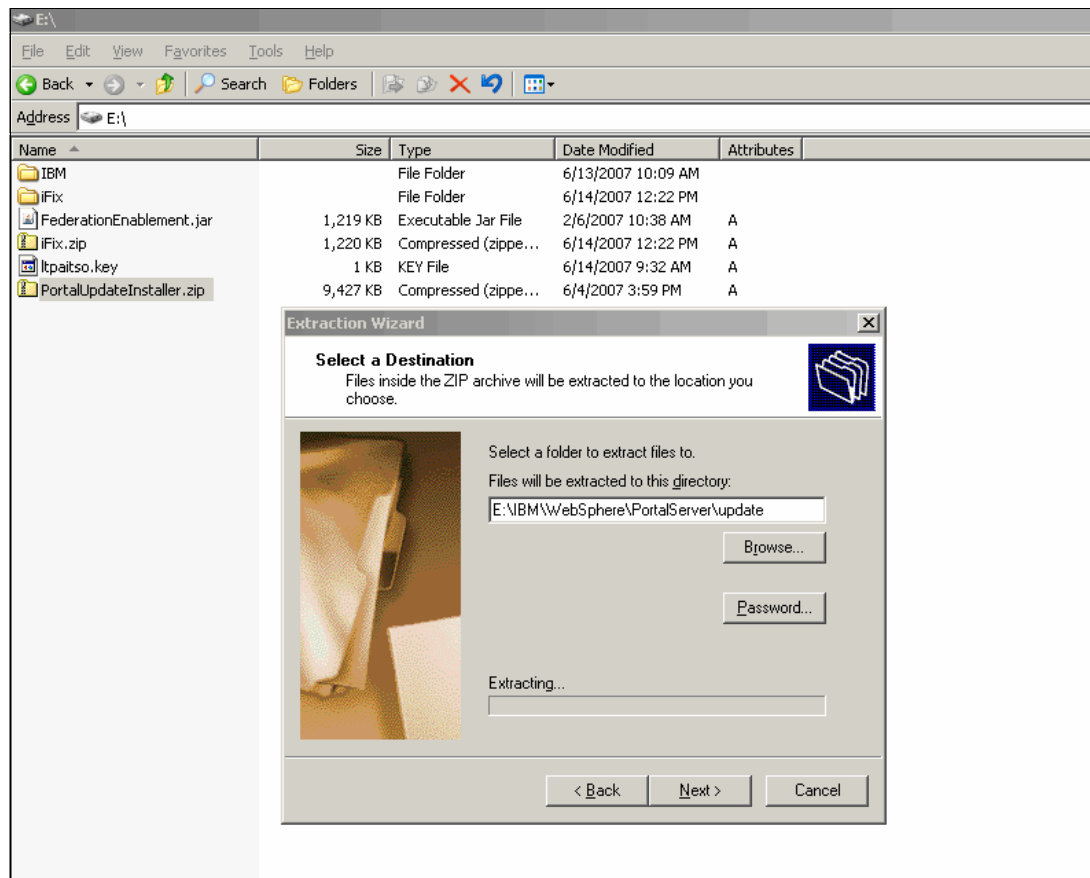 E:\
File Edit View Favorites Tools Help
Back Search Folders
Address E:\
Name Size Type Date Modified Attributes
IBM File Folder 6/13/2007 10:09 AM
iFix File Folder 6/14/2007 12:22 PM
FederationEnablement.jar 1,219 KB Executable Jar File 2/6/2007 10:38 AM A
iFix.zip 1,220 KB Compressed (zippe... 6/14/2007 12:22 PM A
ltpaitso.key 1 KB KEY File 6/14/2007 9:32 AM A
PortalUpdateInstaller.zip 9,427 KB Compressed (zippe... 6/4/2007 3:59 PM A
Extraction Wizard
Select a Destination
Files inside the ZIP archive will be extracted to the location you
choose.
Select a folder to extract files to.
Files will be extracted to this directory:
E:\IBM\WebSphere\PortalServer\update
Browse...
Password...
Extracting...
< Back Next > Cancel